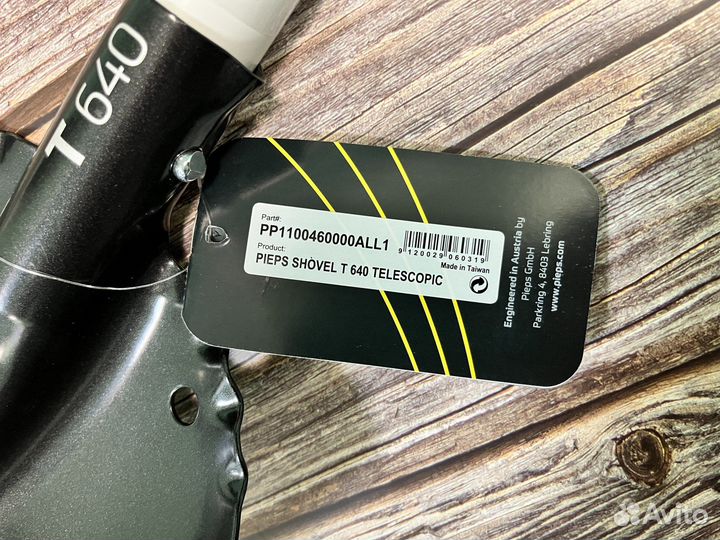 T 640
Part#:
PP1100460000ALL1
Product:
PIEPS SHOVEL T 640 TELESCOPIC
9 120029 060319
Made in Taiwan
Engineered in Austria by
Pieps GmbH
Parkring 4, 8403 Lebring
www.pieps.com
Avito